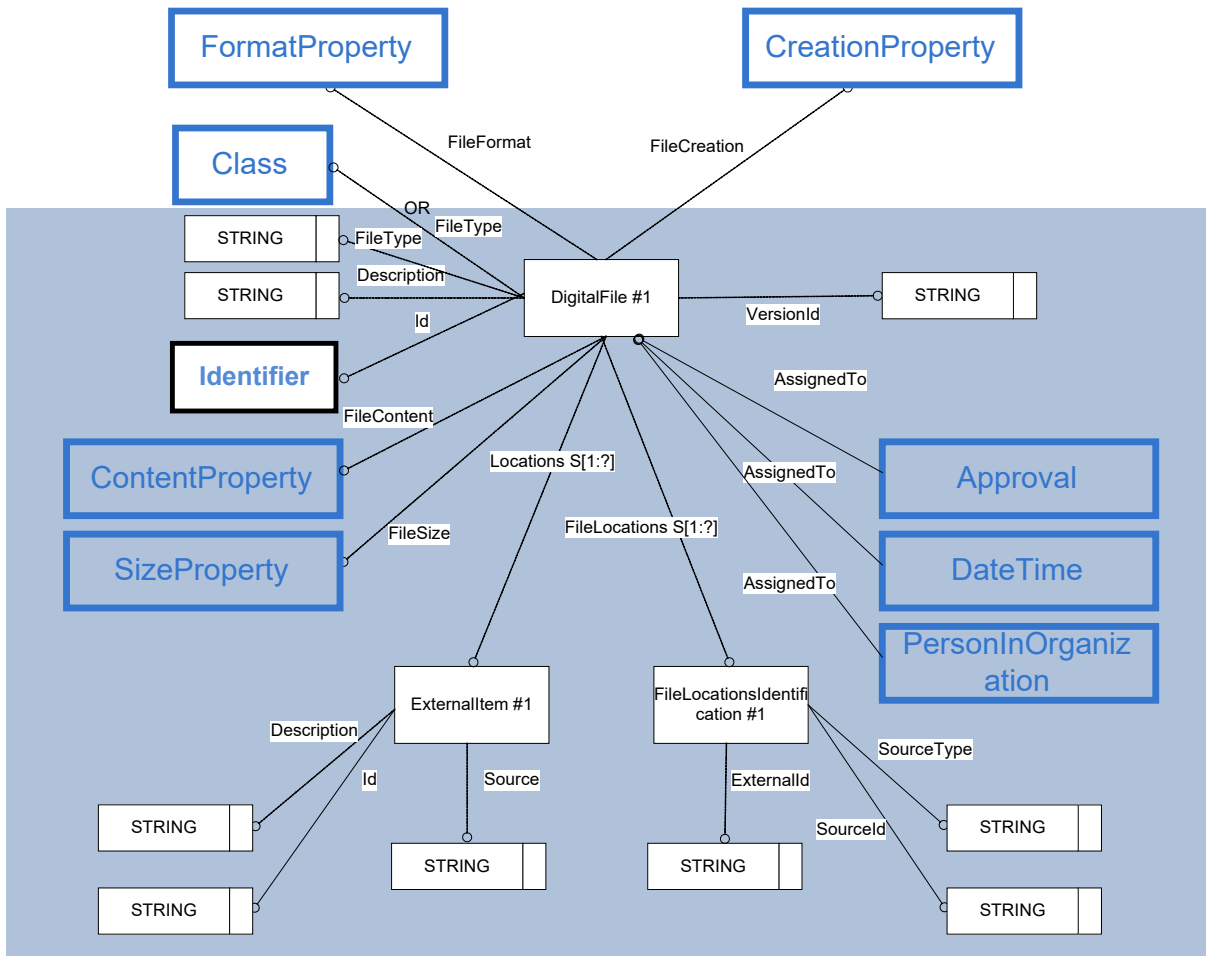 FormatProperty
CreationProperty
FileFormat
FileCreation
Class
OR
FileType
STRING
FileType
Description
STRING
DigitalFile #1
STRING
VersionId
Id
Identifier
AssignedTo
FileContent
ContentProperty
Locations S[1:?]
AssignedTo
Approval
FileLocations S[1:?]
FileSize
SizeProperty
AssignedTo
DateTime
PersonInOrganiz
ation
ExternalItem #1
FileLocationsIdentifi
cation #1
Description
Id
Source
ExternalId
SourceType
STRING
SourceId
STRING
STRING
STRING
STRING
STRING